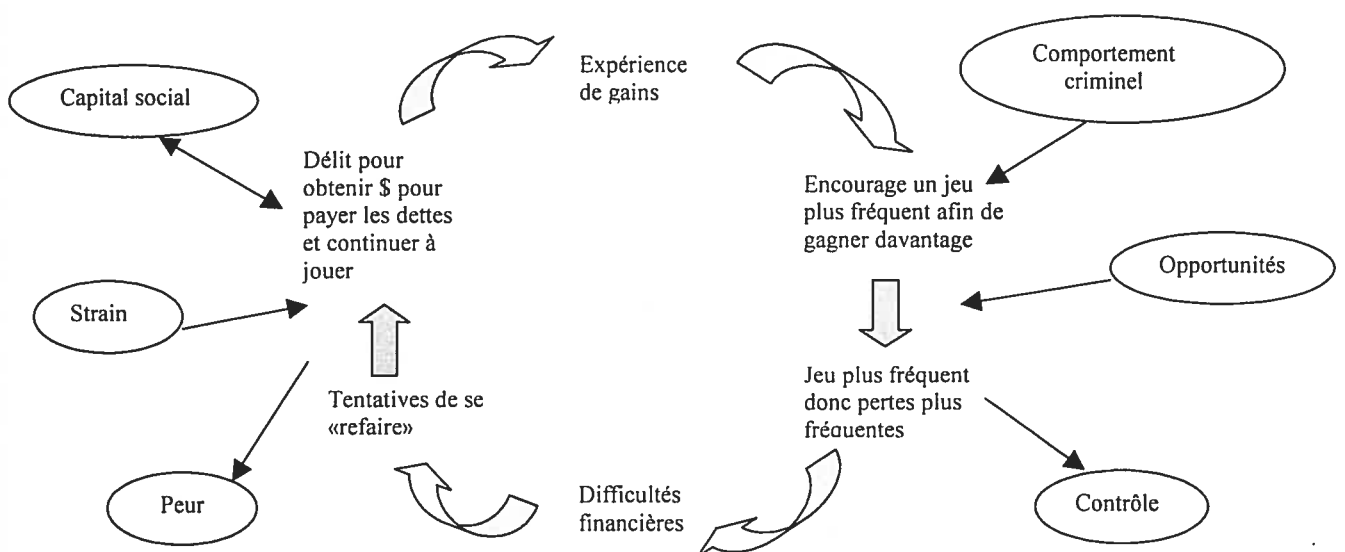 Expérience
de gains
Comportement
criminel
Capital social
Délit pour
obtenir $ pour
payer les dettes
et continuer à
jouer
Encourage un jeu
plus fréquent afin de
gagner davantage
Opportunités
Strain
Tentatives de se
«refaire»
Jeu plus fréquent
donc pertes plus
fréquentes
Peur
Difficultés
financières
Contrôle